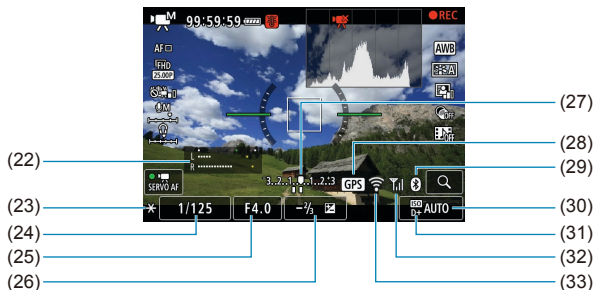 M 99:59:59 REC
AF
FHD
25.00P
AWB
A
M
OFF
OFF
L
R
SERVO AF
3..2..1..0..1..2.:3 GPS
1/125 F4.0 -⅔ ISO D+ AUTO
(22)
(23)
(24)
(25)
(26)
(27)
(28)
(29)
(30)
(31)
(32)
(33)